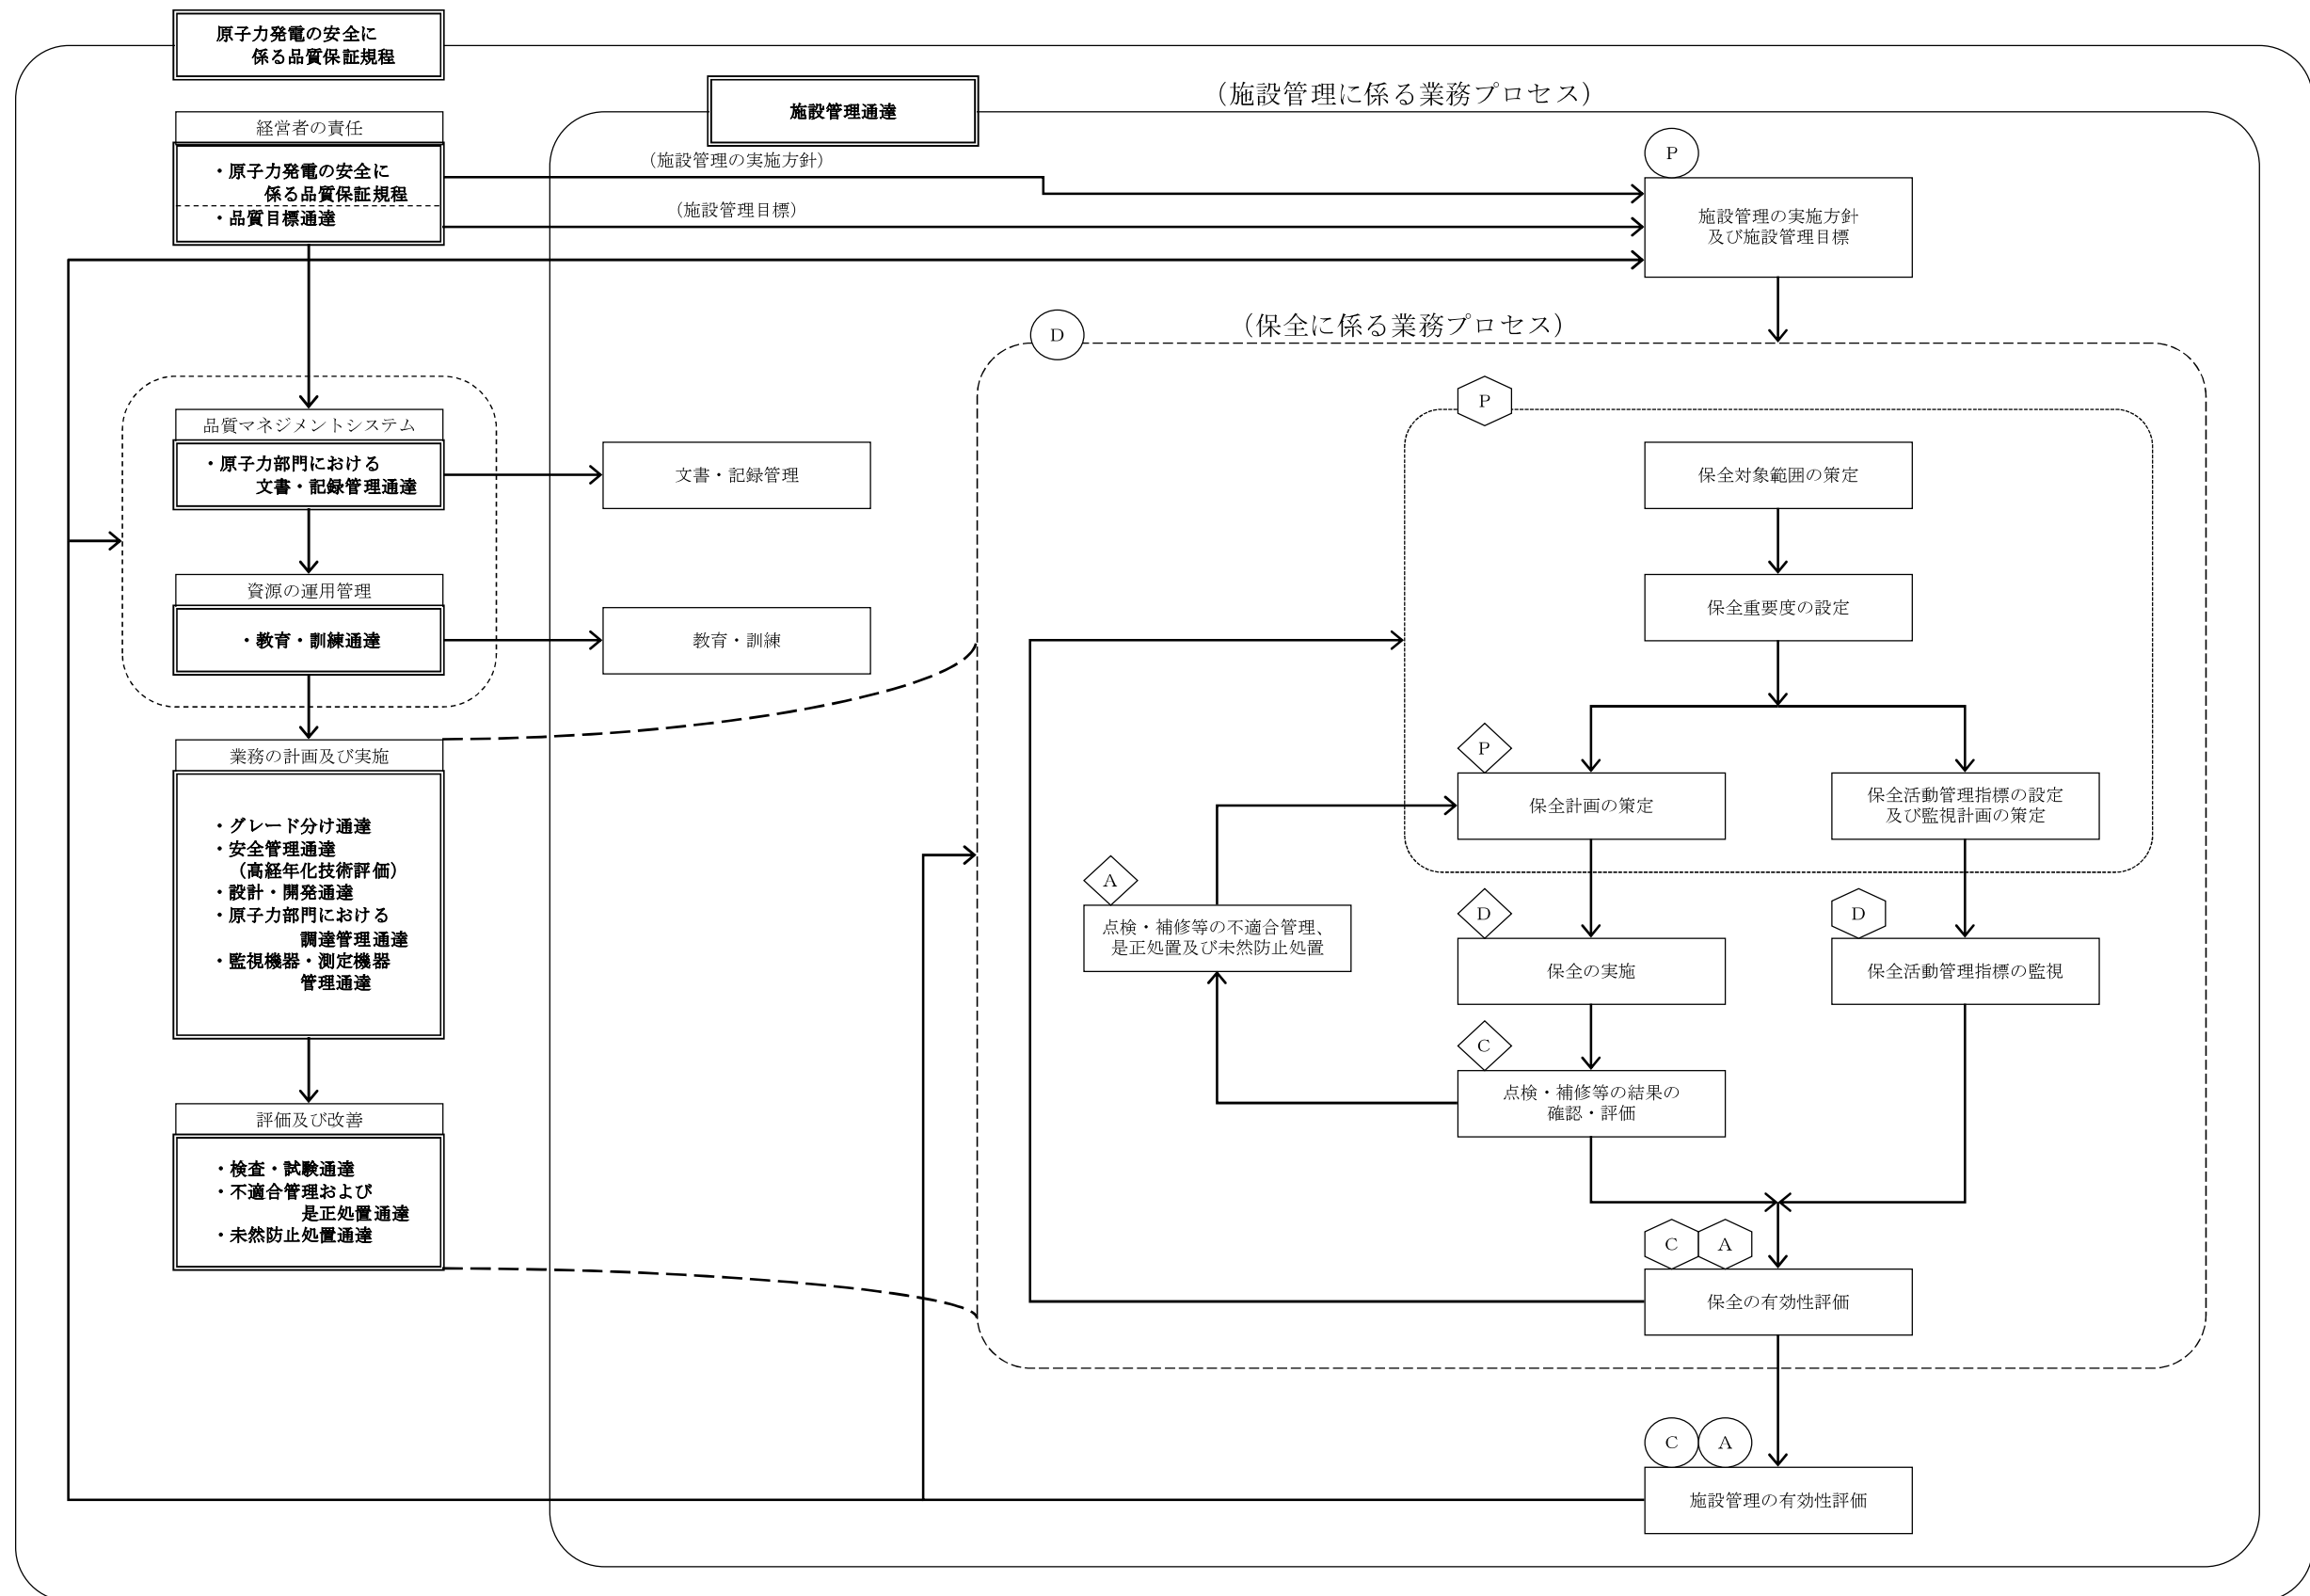 原子力発電の安全に
係る品質保証規程
施設管理通達
（施設管理に係る業務プロセス）
経営者の責任
・原子力発電の安全に
係る品質保証規程
・品質目標通達
（施設管理の実施方針）
（施設管理目標）
P
施設管理の実施方針
及び施設管理目標
D
（保全に係る業務プロセス）
品質マネジメントシステム
・原子力部門における
文書・記録管理通達
文書・記録管理
資源の運用管理
・教育・訓練通達
教育・訓練
業務の計画及び実施
・グレード分け通達
・安全管理通達
（高経年化技術評価）
・設計・開発通達
・原子力部門における
調達管理通達
・監視機器・測定機器
管理通達
評価及び改善
・検査・試験通達
・不適合管理および
是正処置通達
・未然防止処置通達
P
保全対象範囲の策定
保全重要度の設定
P
保全計画の策定
保全活動管理指標の設定
及び監視計画の策定
A
点検・補修等の不適合管理、
是正処置及び未然防止処置
D
保全の実施
D
保全活動管理指標の監視
C
点検・補修等の結果の
確認・評価
C A
保全の有効性評価
C A
施設管理の有効性評価